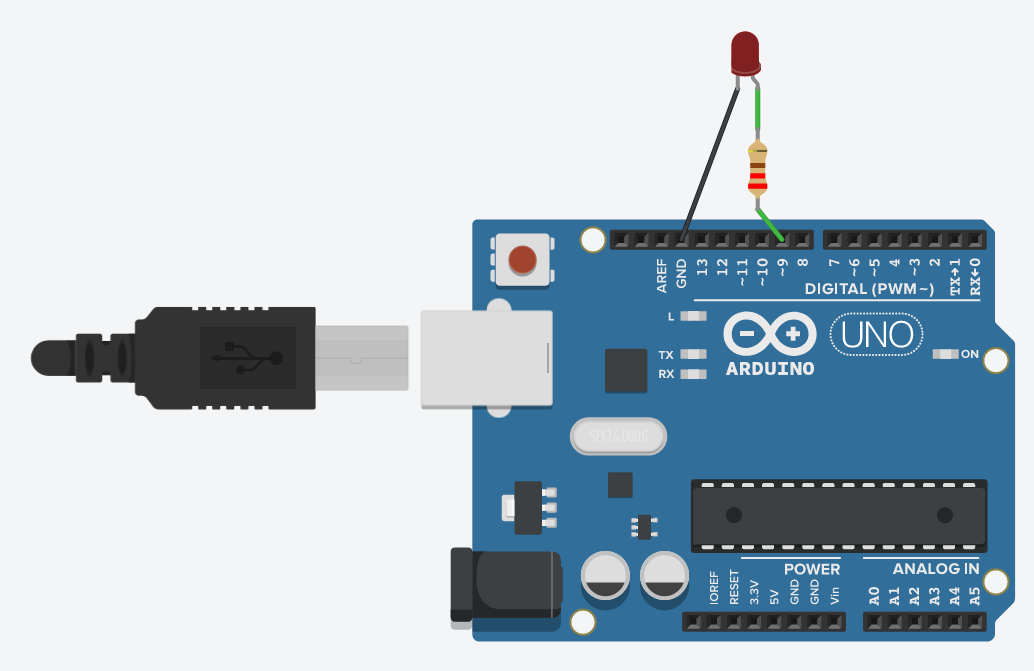 AREF
GND
13
12
~11
~10
~9
8
7
~6
~5
4
~3
2
TX→1
RX←0
DIGITAL (PWM~)
L
TX
RX
ARDUINO
UNO
ON
SPK16.000G
POWER
ANALOG IN
IOREF
RESET
3.3V
5V
GND
GND
Vin
A0
A1
A2
A3
A4
A5